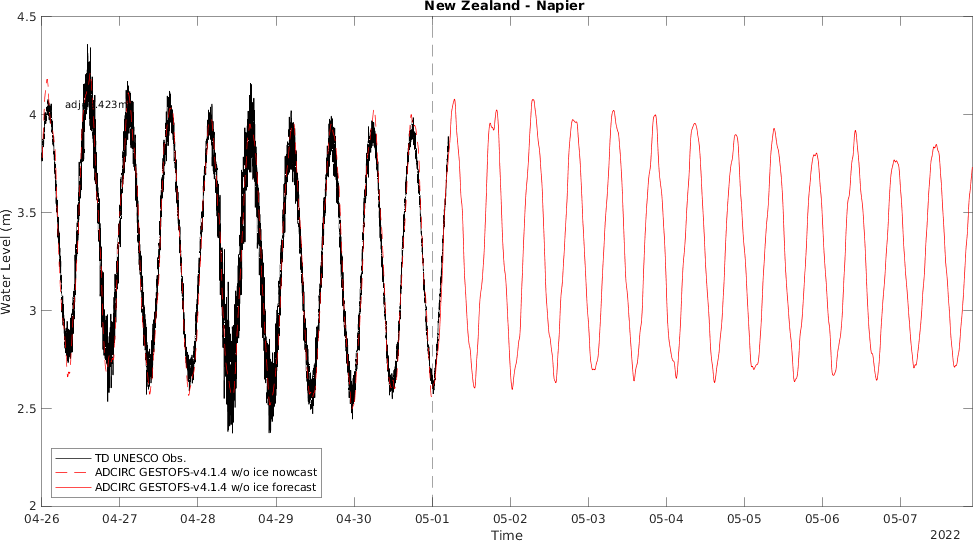 New Zealand - Napier
4.5
4
3.5
3
2.5
2
Water Level (m)
TD UNESCO Obs.
ADCIRC GESTOFS-v4.1.4 w/o ice nowcast
ADCIRC GESTOFS-v4.1.4 w/o ice forecast
04-26 04-27 04-28 04-29 04-30 05-01 05-02 05-03 05-04 05-05 05-06 05-07
Time
2022